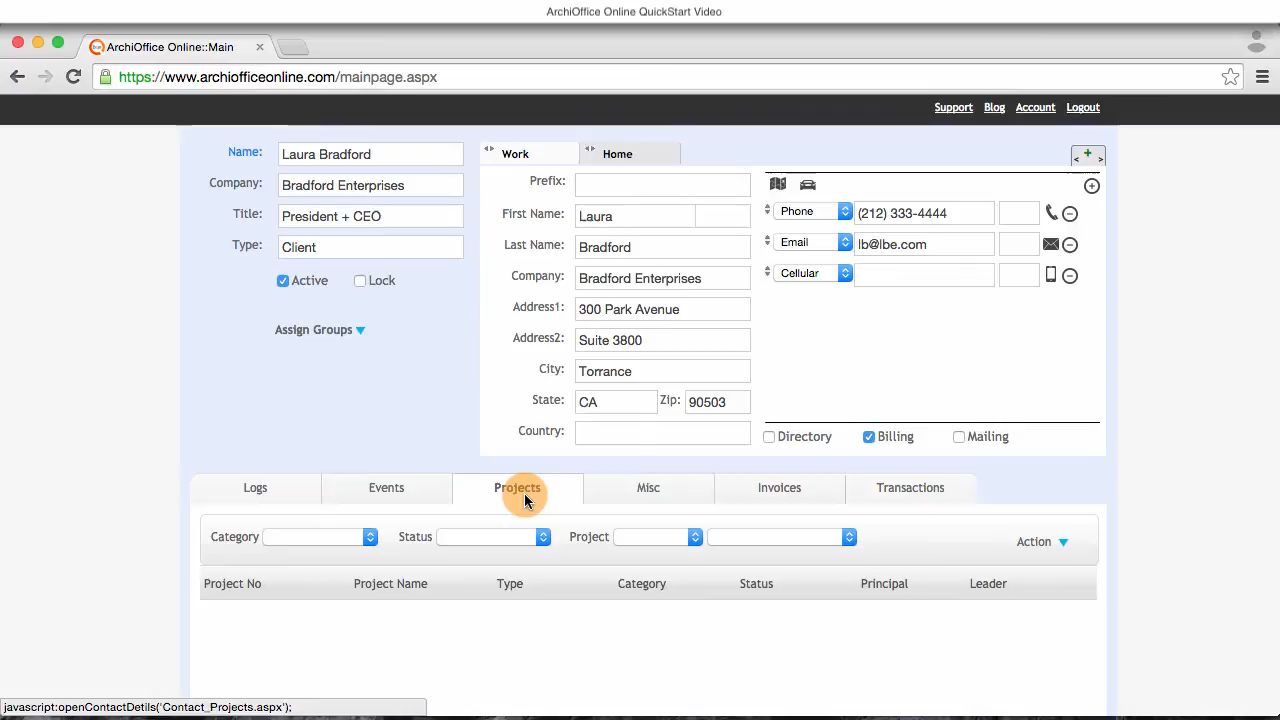 ArchiOffice Online QuickStart Video
ArchiOffice Online::Main
https://www.archiofficeonline.com/mainpage.aspx
Support Blog Account Logout
Name: Laura Bradford
Company: Bradford Enterprises
Title: President + CEO
Type: Client
Active Lock
Assign Groups
Work Home
Prefix:
First Name: Laura
Last Name: Bradford
Company: Bradford Enterprises
Address1: 300 Park Avenue
Address2: Suite 3800
City: Torrance
State: CA Zip: 90503
Country:
Phone (212) 333-4444
Email lb@lbe.com
Cellular
Directory Billing Mailing
Logs Events Projects Misc Invoices Transactions
Category Status Project Action
Project No Project Name Type Category Status Principal Leader
javascript:openContactDetils('Contact_Projects.aspx');